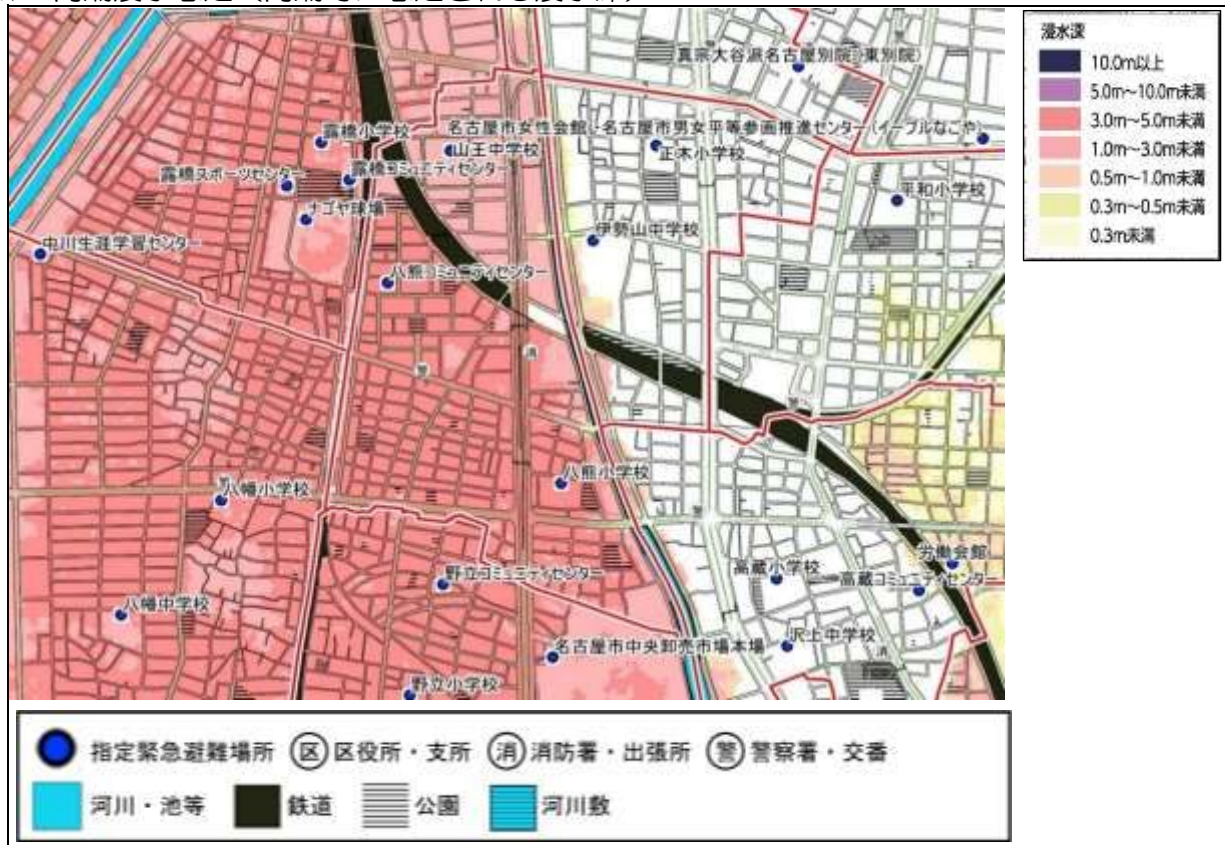 真宗大谷派名古屋別院(東別院)
露橋小学校
名古屋市女性会館・名古屋市男女平等参画推進センター(イーブルなごや)
山王中学校
正木小学校
露橋スポーツセンター
露橋コミュニティセンター
平和小学校
ナゴヤ球場
中川生涯学習センター
伊勢山中学校
八熊コミュニティセンター
消
警
警
八熊小学校
八幡小学校
労働会館
野立コミュニティセンター
高蔵小学校
高蔵コミュニティセンター
八幡中学校
名古屋市中央卸売市場本場
沢上中学校
消
野立小学校
浸水深
10.0m以上
5.0m~10.0m未満
3.0m~5.0m未満
1.0m~3.0m未満
0.5m~1.0m未満
0.3m~0.5m未満
0.3m未満
指定緊急避難場所 区 区役所・支所 消 消防署・出張所 警 警察署・交番
河川・池等 鉄道 公園 河川敷